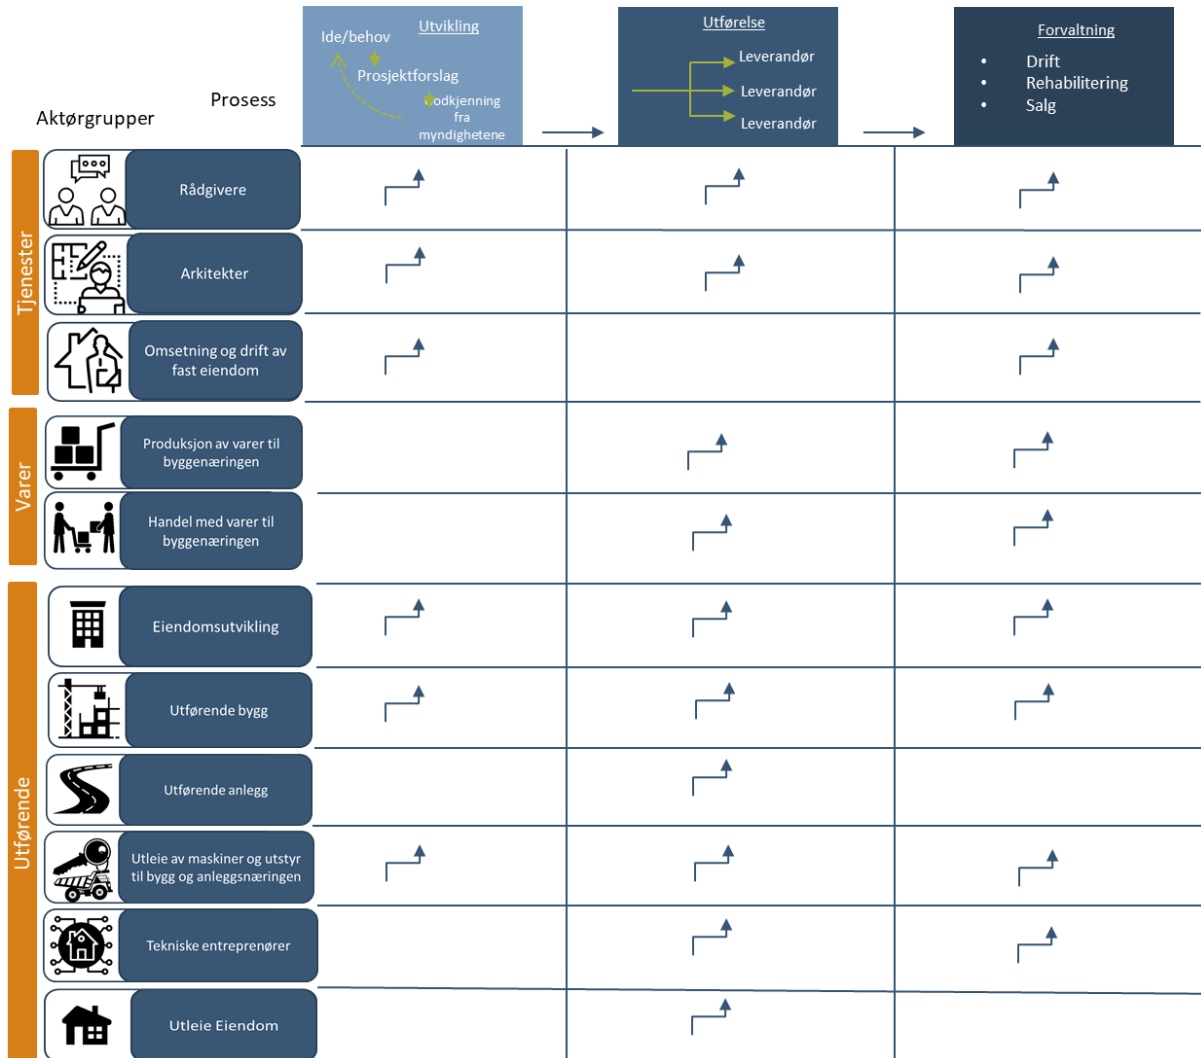 Utvikling
Ide/behov
Prosjektforslag
Godkjenning
fra
myndighetene
Utførelse
Leverandør
Leverandør
Leverandør
Forvaltning
• Drift
• Rehabilitering
• Salg
Prosess
Aktørgrupper
Tjenester
Rådgivere
Arkitekter
Omsetning og drift av
fast eiendom
Varer
Produksjon av varer til
byggenæringen
Handel med varer til
byggenæringen
Utførende
Eiendomsutvikling
Utførende bygg
Utførende anlegg
Utleie av maskiner og utstyr
til bygg og anleggsnæringen
Tekniske entreprenører
Utleie Eiendom